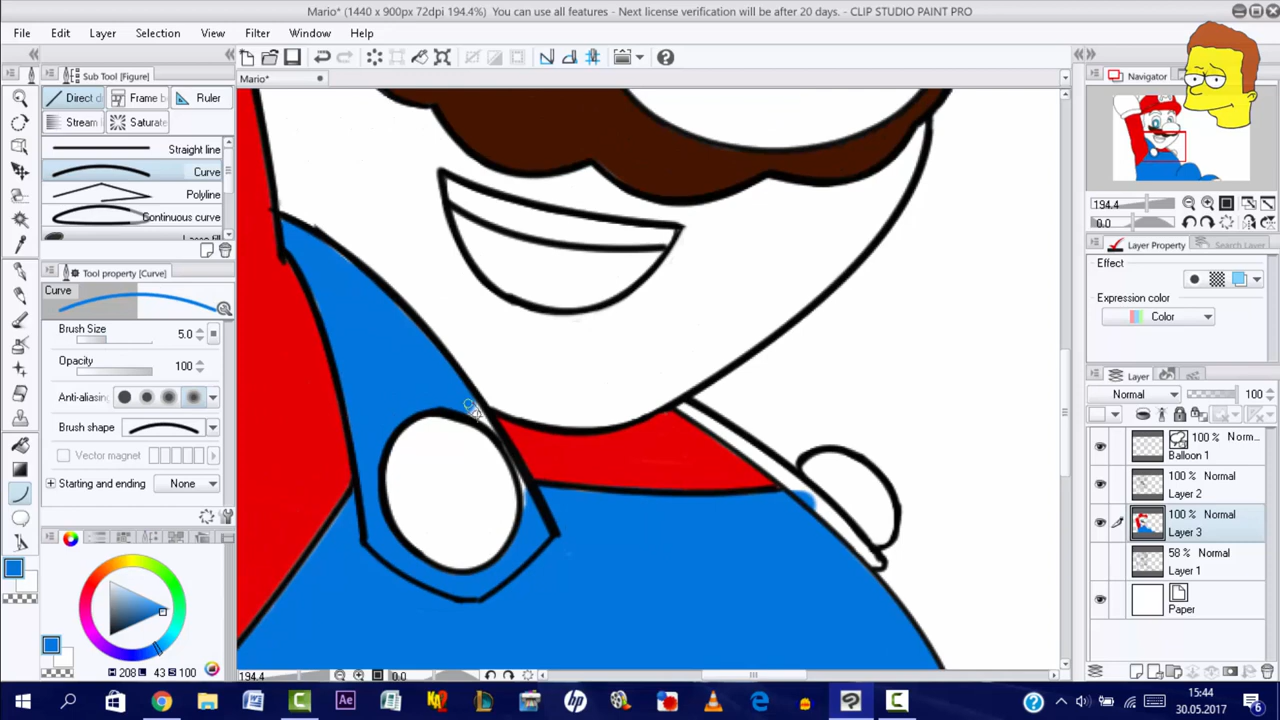 Mario* (1440 x 900px 72dpi 194.4%) You can use all features - Next license verification will be after 20 days. - CLIP STUDIO PAINT PRO
File Edit Layer Selection View Filter Window Help
Sub Tool [Figure]
Mario*
Navigator
Direct d Frame b Ruler
Stream Saturate
Straight line
Curve
Polyline
Continuous curve
194.4
0.0
Layer Property Search Layer
Tool property [Curve]
Effect
Curve
Expression color
Color
Brush Size 5.0
Opacity 100
Anti-aliasing
Brush shape
Vector magnet
Starting and ending None
Layer
Normal 100
100 % Norm...
Balloon 1
100 % Normal
Layer 2
100 % Normal
Layer 3
58 % Normal
Layer 1
Paper
H 208 S 43 S 100
194.4 0.0
15:44
30.05.2017
6